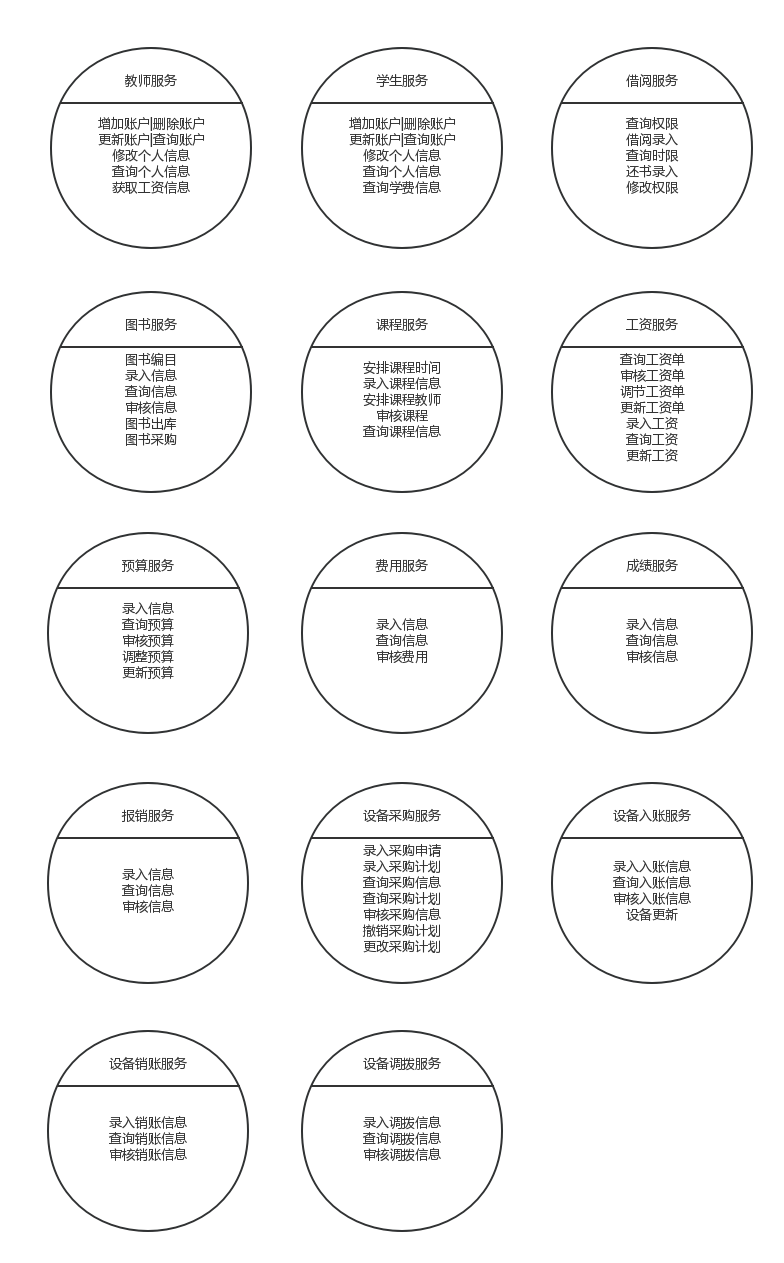 教师服务
增加账户|删除账户
更新账户|查询账户
修改个人信息
查询个人信息
获取工资信息
学生服务
增加账户|删除账户
更新账户|查询账户
修改个人信息
查询个人信息
查询学费信息
借阅服务
查询权限
借阅录入
查询时限
还书录入
修改权限
图书服务
图书编目
录入信息
查询信息
审核信息
图书出库
图书采购
课程服务
安排课程时间
录入课程信息
安排课程教师
审核课程
查询课程信息
工资服务
查询工资单
审核工资单
调节工资单
更新工资单
录入工资
查询工资
更新工资
预算服务
录入信息
查询预算
审核预算
调整预算
更新预算
费用服务
录入信息
查询信息
审核费用
成绩服务
录入信息
查询信息
审核信息
报销服务
录入信息
查询信息
审核信息
设备采购服务
录入采购申请
录入采购计划
查询采购信息
查询采购计划
审核采购信息
撤销采购计划
更改采购计划
设备入账服务
录入入账信息
查询入账信息
审核入账信息
设备更新
设备销账服务
录入销账信息
查询销账信息
审核销账信息
设备调拨服务
录入调拨信息
查询调拨信息
审核调拨信息